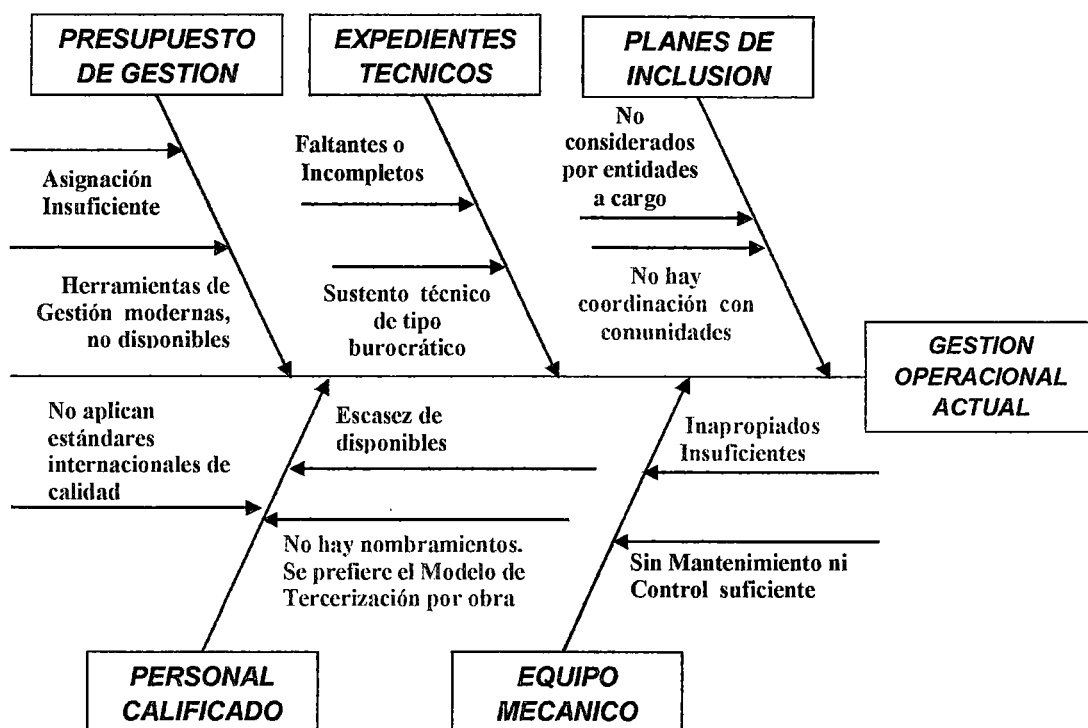 PRESUPUESTO
DE GESTION
EXPEDIENTES
TECNICOS
PLANES DE
INCLUSION
Asignación
Insuficiente
Herramientas de
Gestión modernas,
no disponibles
Faltantes o
Incompletos
Sustento técnico
de tipo
burocrático
No
considerados
por entidades
a cargo
No hay
coordinación con
comunidades
GESTION
OPERACIONAL
ACTUAL
No aplican
estándares
internacionales de
calidad
Escasez de
disponibles
No hay nombramientos.
Se prefiere el Modelo de
Tercerización por obra
Inapropiados
Insuficientes
Sin Mantenimiento ni
Control suficiente
PERSONAL
CALIFICADO
EQUIPO
MECANICO